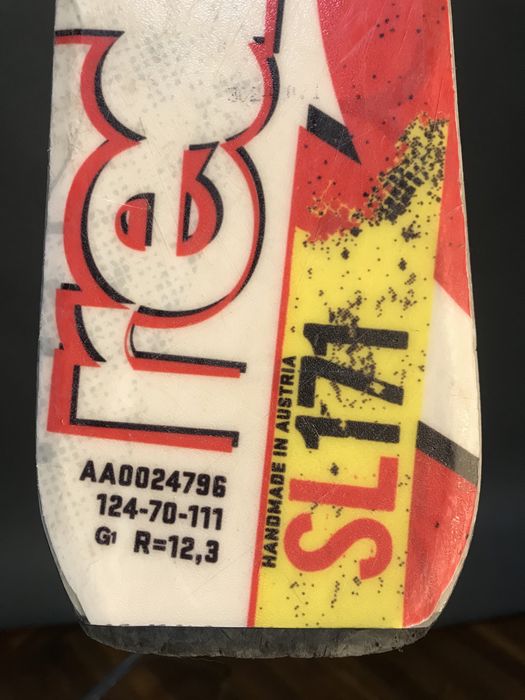 red
HANDMADE IN AUSTRIA
SL 171
AA0024796
124-70-111
G1 R=12,3